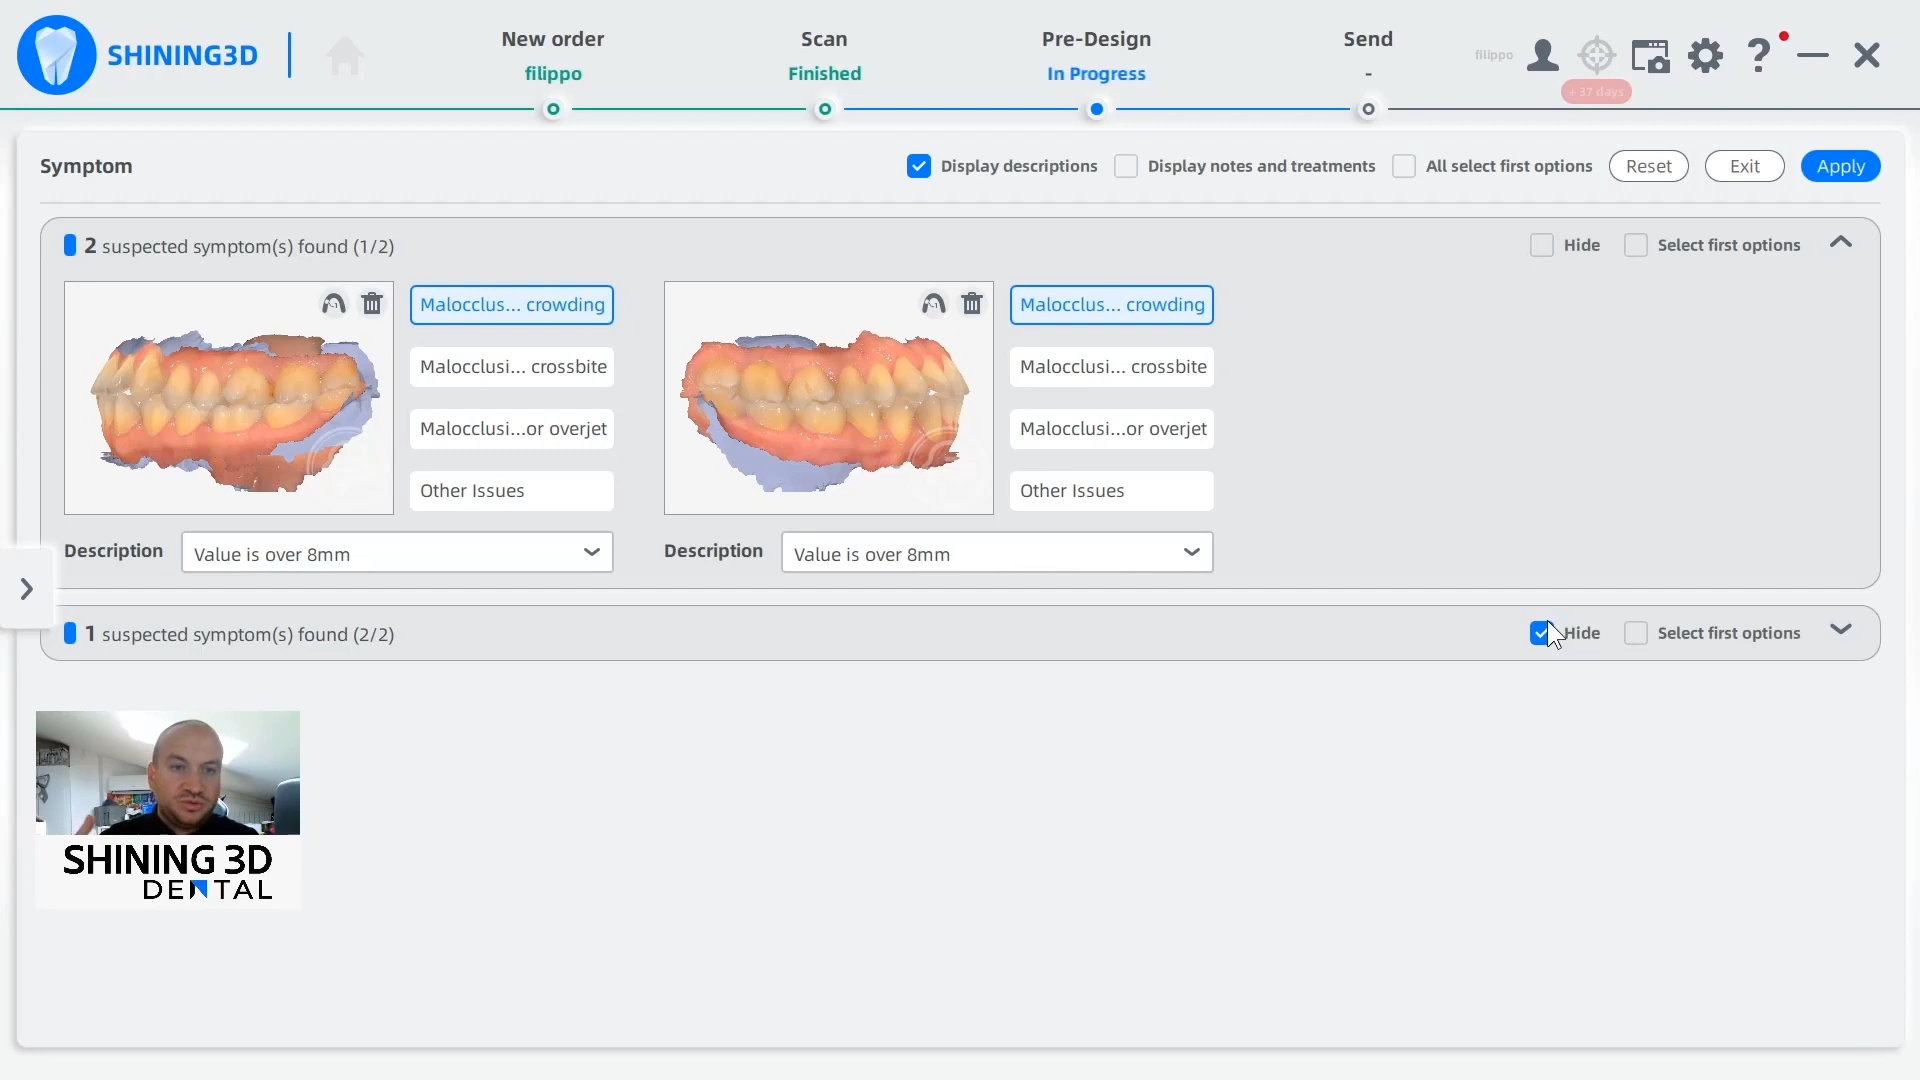 SHINING3D
New order
filippo
Scan
Finished
Pre-Design
In Progress
Send
-
filippo
+ 37 days
Symptom
Display descriptions
Display notes and treatments
All select first options
Reset
Exit
Apply
2 suspected symptom(s) found (1/2)
Hide
Select first options
Malocclus... crowding
Malocclusi... crossbite
Malocclusi...or overjet
Other Issues
Description
Value is over 8mm
Malocclus... crowding
Malocclusi... crossbite
Malocclusi...or overjet
Other Issues
Description
Value is over 8mm
1 suspected symptom(s) found (2/2)
Hide
Select first options
SHINING 3D
DENTAL